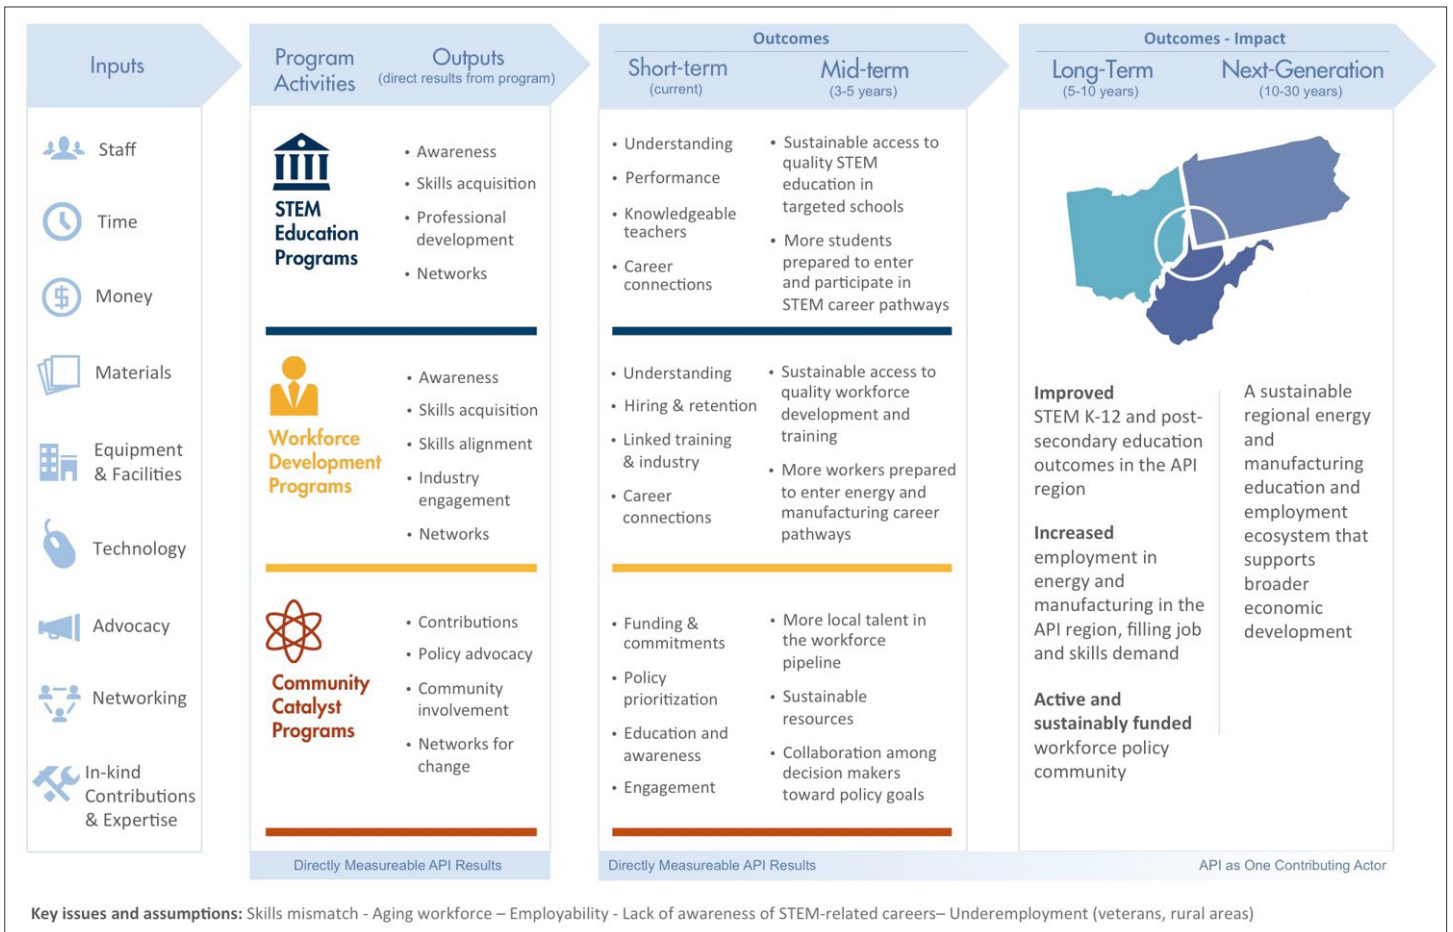 Inputs
Staff
Time
Money
Materials
Equipment
& Facilities
Technology
Advocacy
Networking
In-kind
Contributions
& Expertise
Program
Activities
Outputs
(direct results from program)
STEM
Education
Programs
• Awareness
• Skills acquisition
• Professional
development
• Networks
Workforce
Development
Programs
• Awareness
• Skills acquisition
• Skills alignment
• Industry
engagement
• Networks
Community
Catalyst
Programs
• Contributions
• Policy advocacy
• Community
involvement
• Networks for
change
Directly Measureable API Results
Outcomes
Short-term
(current)
Mid-term
(3-5 years)
• Understanding
• Performance
• Knowledgeable
teachers
• Career
connections
• Sustainable access to
quality STEM
education in
targeted schools
• More students
prepared to enter
and participate in
STEM career pathways
• Understanding
• Hiring & retention
• Linked training
& industry
• Career
connections
• Sustainable access to
quality workforce
development and
training
• More workers prepared
to enter energy and
manufacturing career
pathways
• Funding &
commitments
• Policy
prioritization
• Education and
awareness
• Engagement
• More local talent in
the workforce
pipeline
• Sustainable
resources
• Collaboration among
decision makers
toward policy goals
Directly Measureable API Results
Outcomes - Impact
Long-Term
(5-10 years)
Next-Generation
(10-30 years)
Improved
STEM K-12 and post-
secondary education
outcomes in the API
region
Increased
employment in
energy and
manufacturing in the
API region, filling job
and skills demand
Active and
sustainably funded
workforce policy
community
A sustainable
regional energy
and
manufacturing
education and
employment
ecosystem that
supports
broader
economic
development
API as One Contributing Actor
Key issues and assumptions: Skills mismatch - Aging workforce – Employability - Lack of awareness of STEM-related careers– Underemployment (veterans, rural areas)